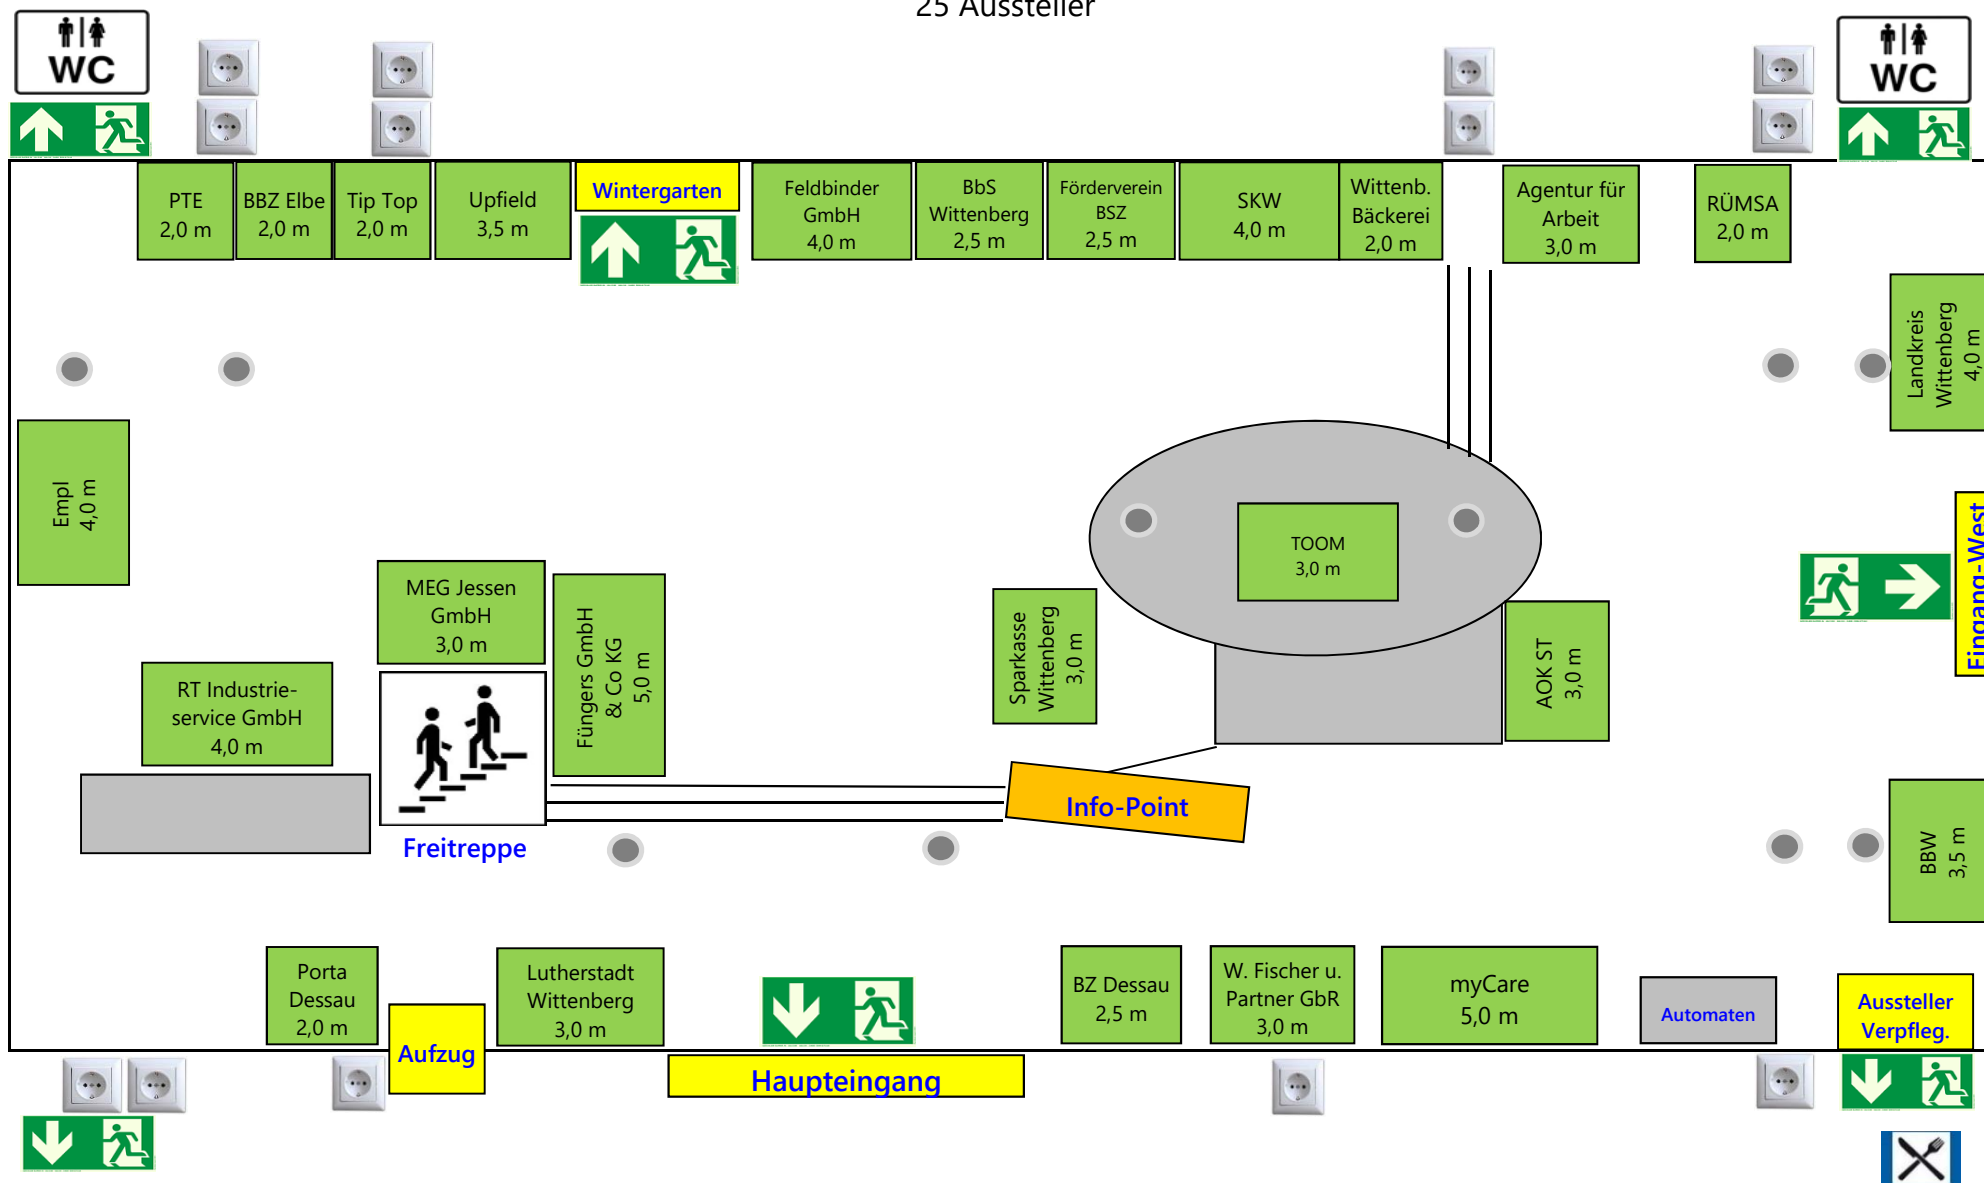 25 Aussteller
WC
WC
PTE
2,0 m
BBZ Elbe
2,0 m
Tip Top
2,0 m
Upfield
3,5 m
Wintergarten
Feldbinder
GmbH
4,0 m
BbS
Wittenberg
2,5 m
Förderverein
BSZ
2,5 m
SKW
4,0 m
Wittenb.
Bäckerei
2,0 m
Agentur für
Arbeit
3,0 m
RÜMSA
2,0 m
Landkreis
Wittenberg
4,0 m
Empl
4,0 m
TOOM
3,0 m
Eingang-West
MEG Jessen
GmbH
3,0 m
Füngers GmbH
& Co KG
5,0 m
Sparkasse
Wittenberg
3,0 m
AOK ST
3,0 m
RT Industrie-
service GmbH
4,0 m
Info-Point
Freitreppe
BBW
3,5 m
Porta
Dessau
2,0 m
Aufzug
Lutherstadt
Wittenberg
3,0 m
Haupteingang
BZ Dessau
2,5 m
W. Fischer u.
Partner GbR
3,0 m
myCare
5,0 m
Automaten
Aussteller
Verpfleg.